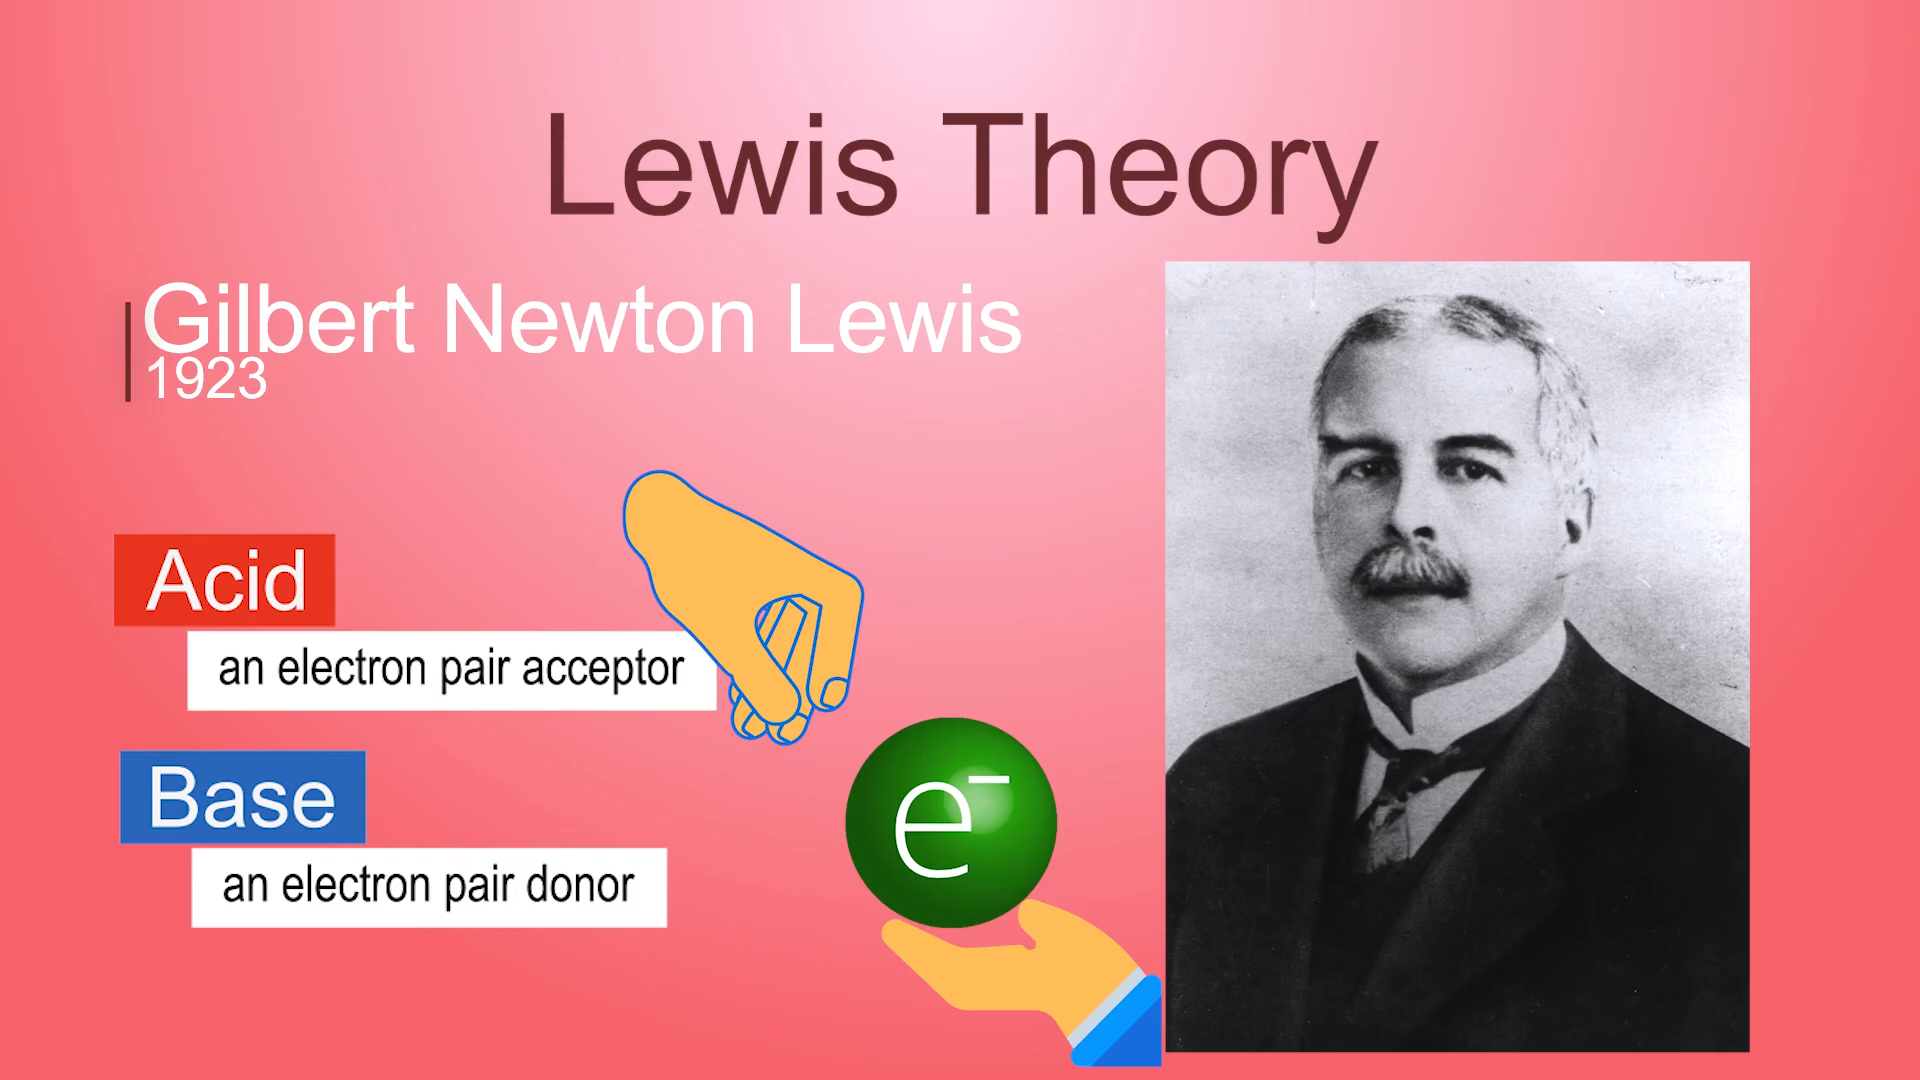 Lewis Theory
Gilbert Newton Lewis
1923
Acid
an electron pair acceptor
Base
an electron pair donor
e⁻